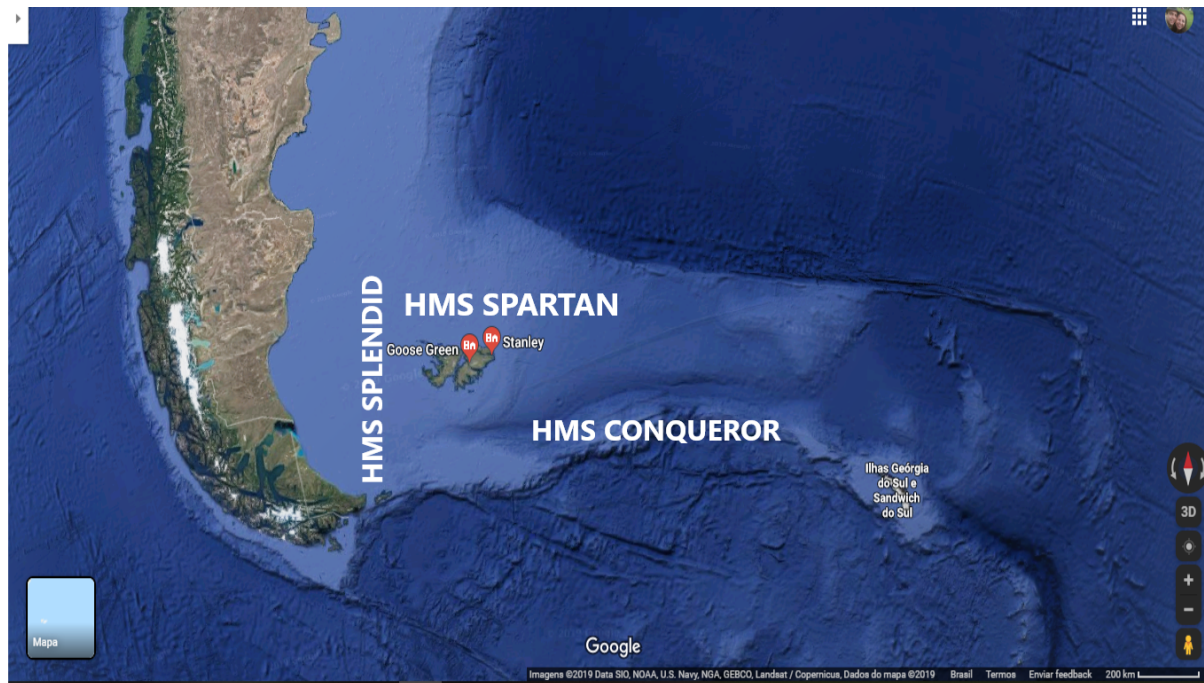 HMS SPLENDID
HMS SPARTAN
Goose Green
Stanley
HMS CONQUEROR
Ilhas Geórgia
do Sul e
Sandwich
do Sul
3D
Mapa
Google
Imagens ©2019 Data SIO, NOAA, U.S. Navy, NGA, GEBCO, Landsat / Copernicus, Dados do mapa ©2019 Brasil Termos Enviar feedback 200 km